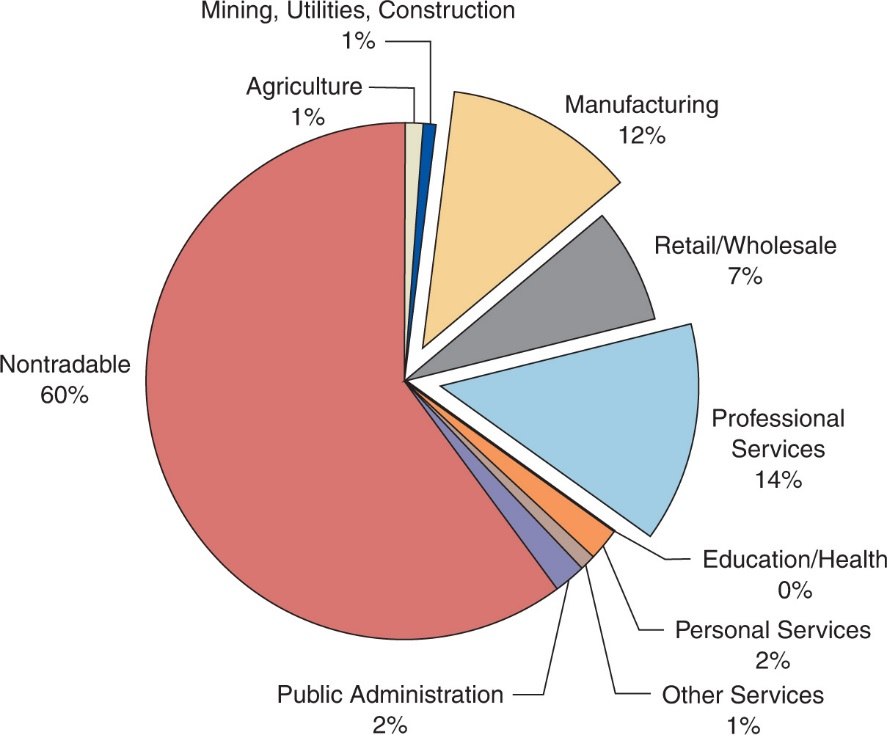 Mining, Utilities, Construction
1%
Agriculture
1%
Manufacturing
12%
Retail/Wholesale
7%
Nontradable
60%
Professional
Services
14%
Education/Health
0%
Personal Services
2%
Other Services
1%
Public Administration
2%